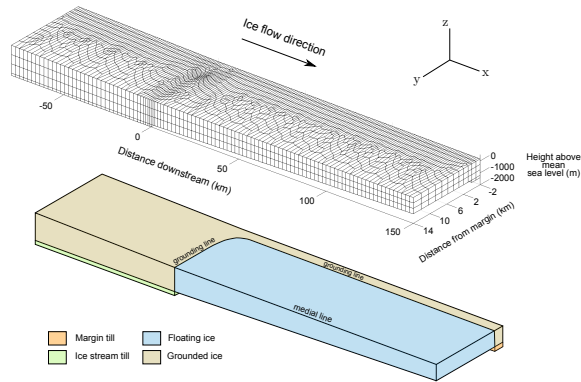 Ice flow direction
z
x
y
-50
0
50
100
150
Distance downstream (km)
0
-1000
-2000
Height above
mean
sea level (m)
-2
2
6
10
14
Distance from margin (km)
grounding line
grounding line
medial line
Margin till
Floating ice
Ice stream till
Grounded ice